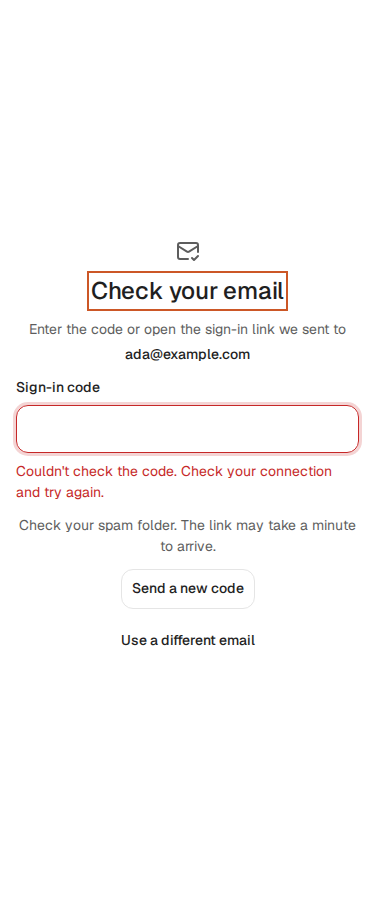 Check your email
Enter the code or open the sign-in link we sent to
ada@example.com
Sign-in code
Couldn't check the code. Check your connection
and try again.
Check your spam folder. The link may take a minute
to arrive.
Send a new code
Use a different email